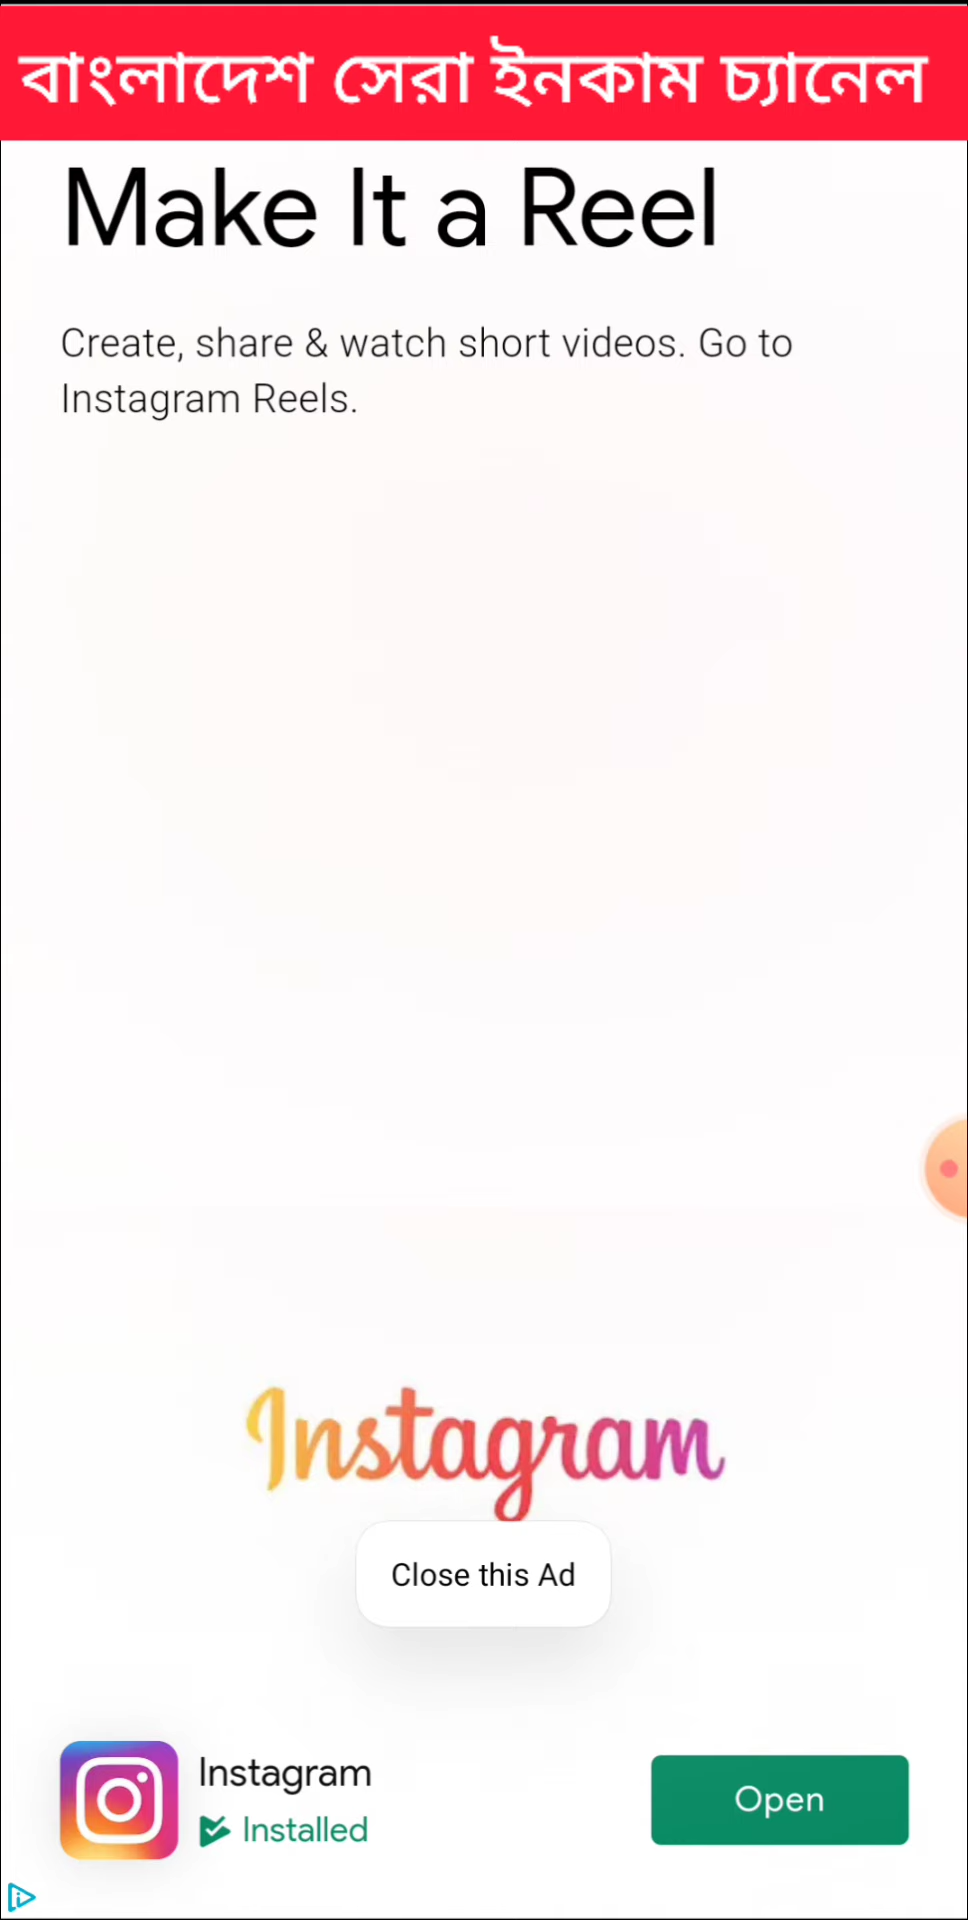 বাংলাদেশ সেরা ইনকাম চ্যানেল
Make It a Reel
Create, share & watch short videos. Go to
Instagram Reels.
Instagram
Close this Ad
Instagram
Installed
Open